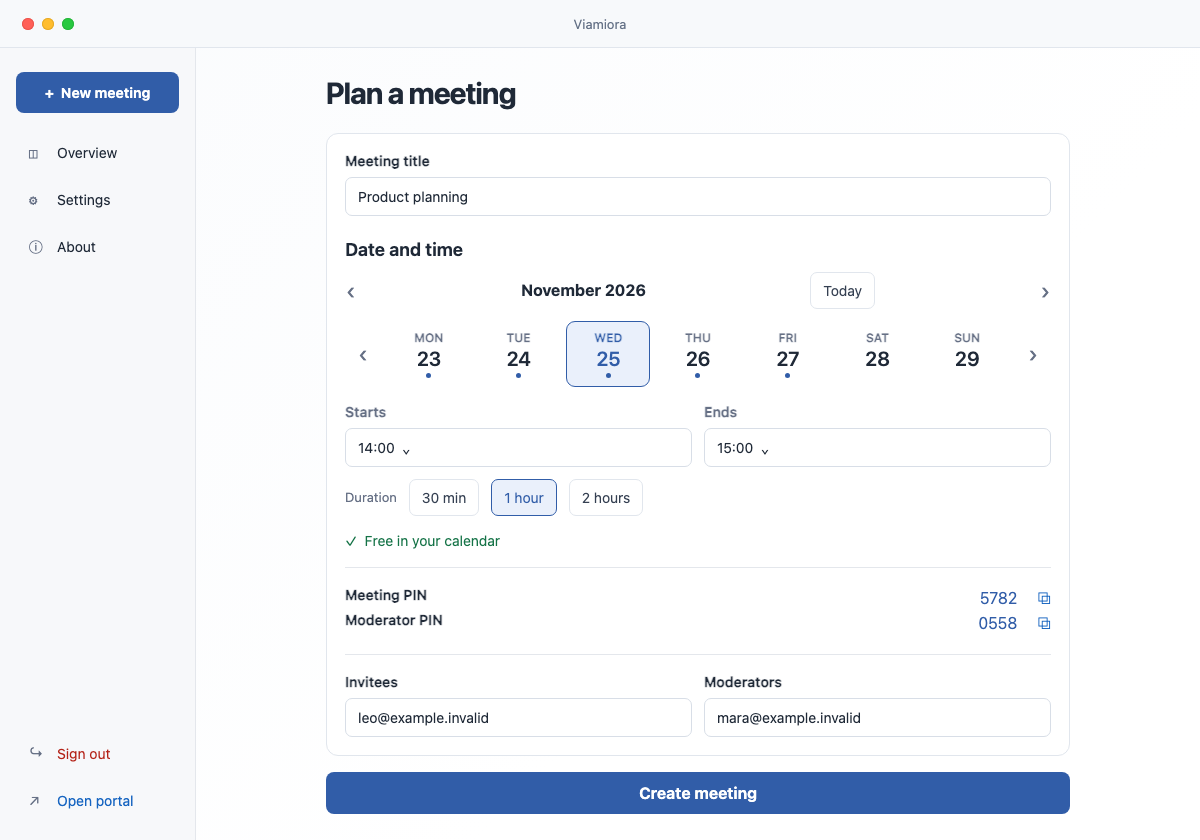 Viamiora
+ New meeting
Overview
Settings
About
Sign out
Open portal
Plan a meeting
Meeting title
Product planning
Date and time
November 2026
Today
MON TUE WED THU FRI SAT SUN
23 24 25 26 27 28 29
Starts Ends
14:00 15:00
Duration 30 min 1 hour 2 hours
Free in your calendar
Meeting PIN 5782
Moderator PIN 0558
Invitees Moderators
leo@example.invalid mara@example.invalid
Create meeting